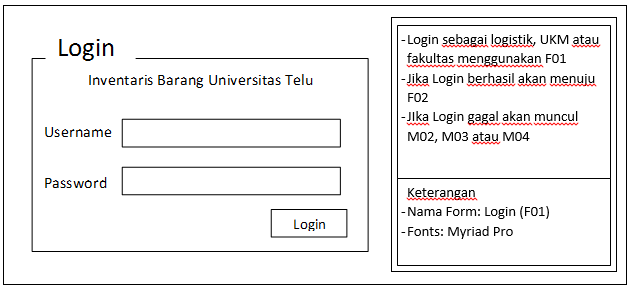 Login
Inventaris Barang Universitas Telu
Username
Password
Login
-Login sebagai logistik, UKM atau
fakultas menggunakan F01
-Jika Login berhasil akan menuju
F02
-JIka Login gagal akan muncul
M02, M03 atau M04
Keterangan
-Nama Form: Login (F01)
-Fonts: Myriad Pro